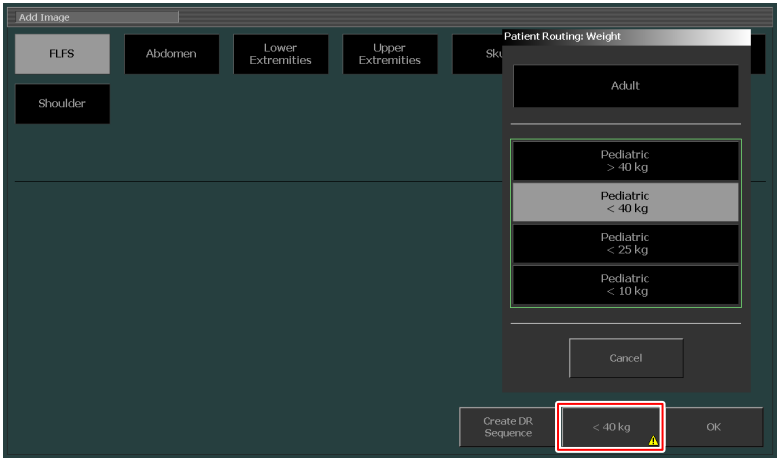 Add Image
FLFS
Abdomen
Lower
Extremities
Upper
Extremities
Sku
Shoulder
Patient Routing: Weight
Adult
Pediatric
> 40 kg
Pediatric
< 40 kg
Pediatric
< 25 kg
Pediatric
< 10 kg
Cancel
Create DR
Sequence
< 40 kg
OK